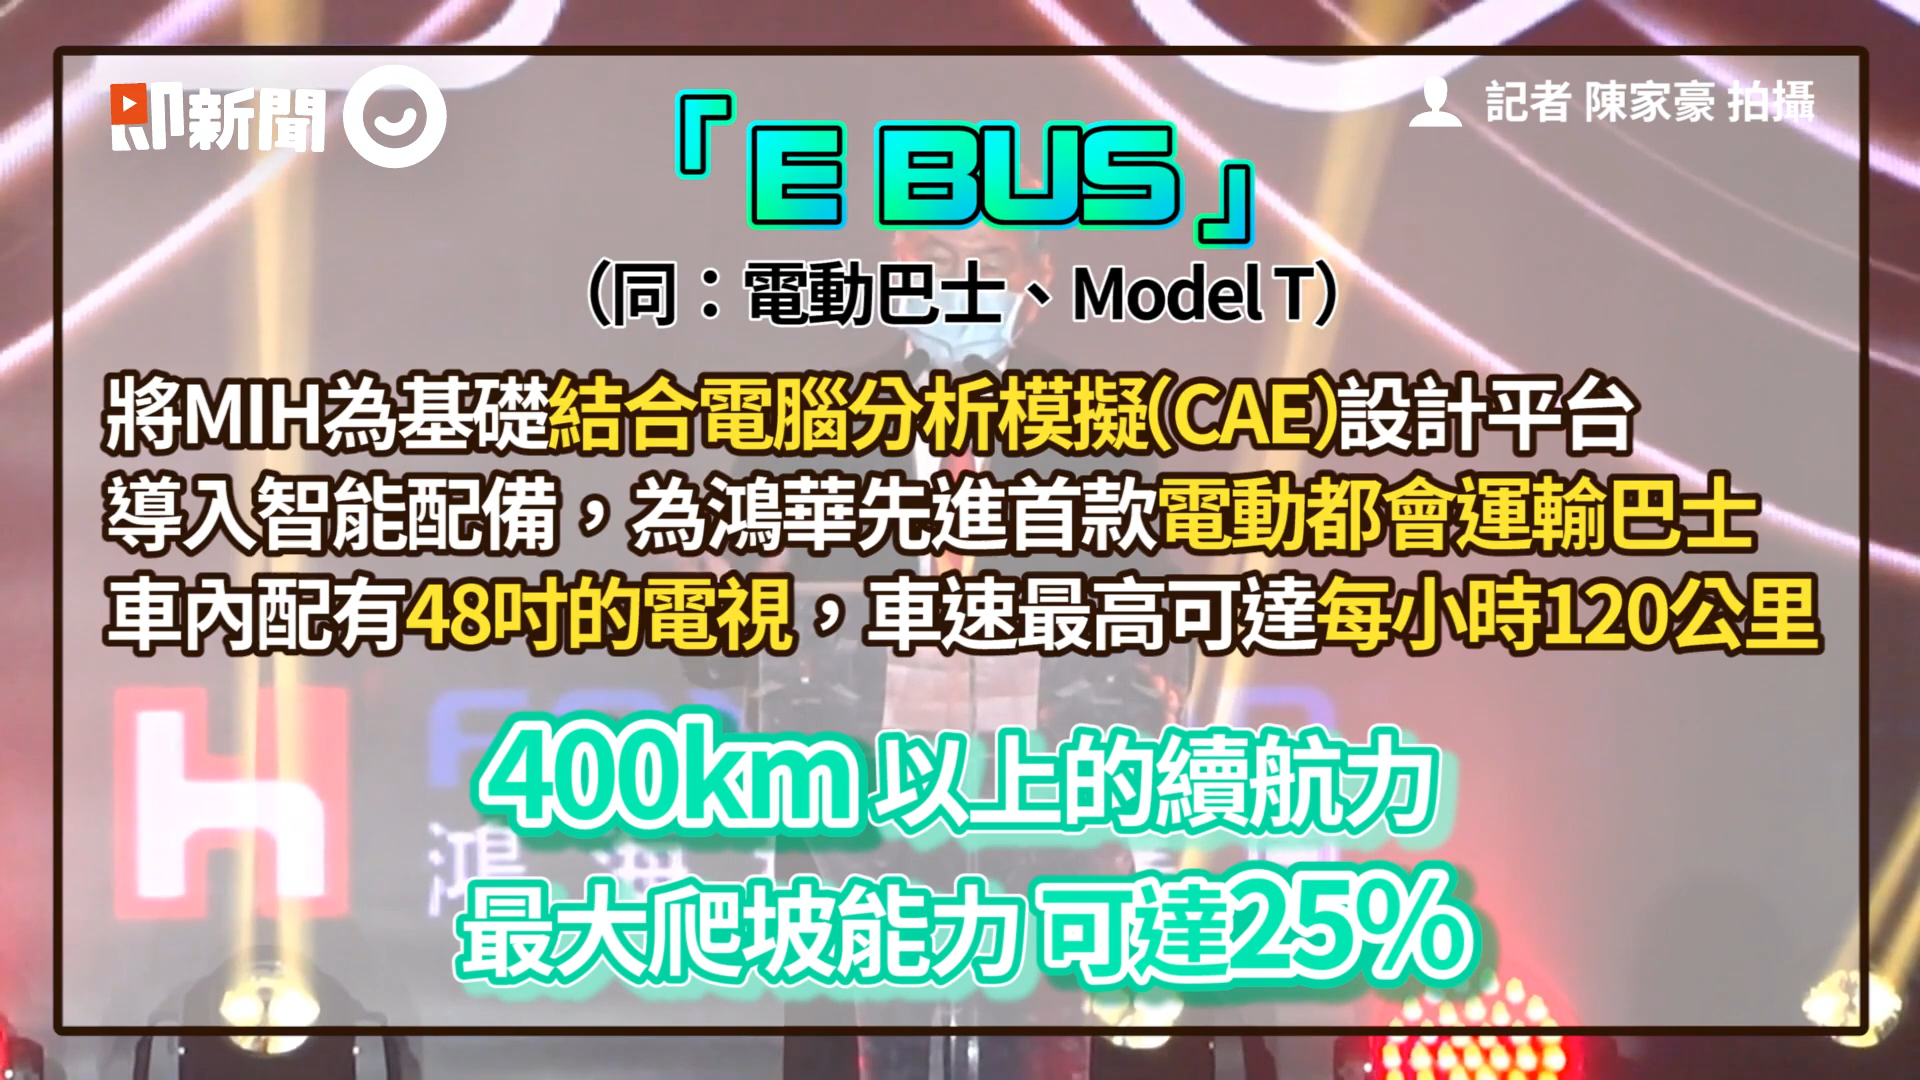 即新聞
記者 陳家豪 拍攝
「E BUS」
（同：電動巴士、Model T）
將MIH為基礎結合電腦分析模擬(CAE)設計平台
導入智能配備，為鴻華先進首款電動都會運輸巴士
車內配有48吋的電視，車速最高可達每小時120公里
400km 以上的續航力
最大爬坡能力 可達25%
鴻海